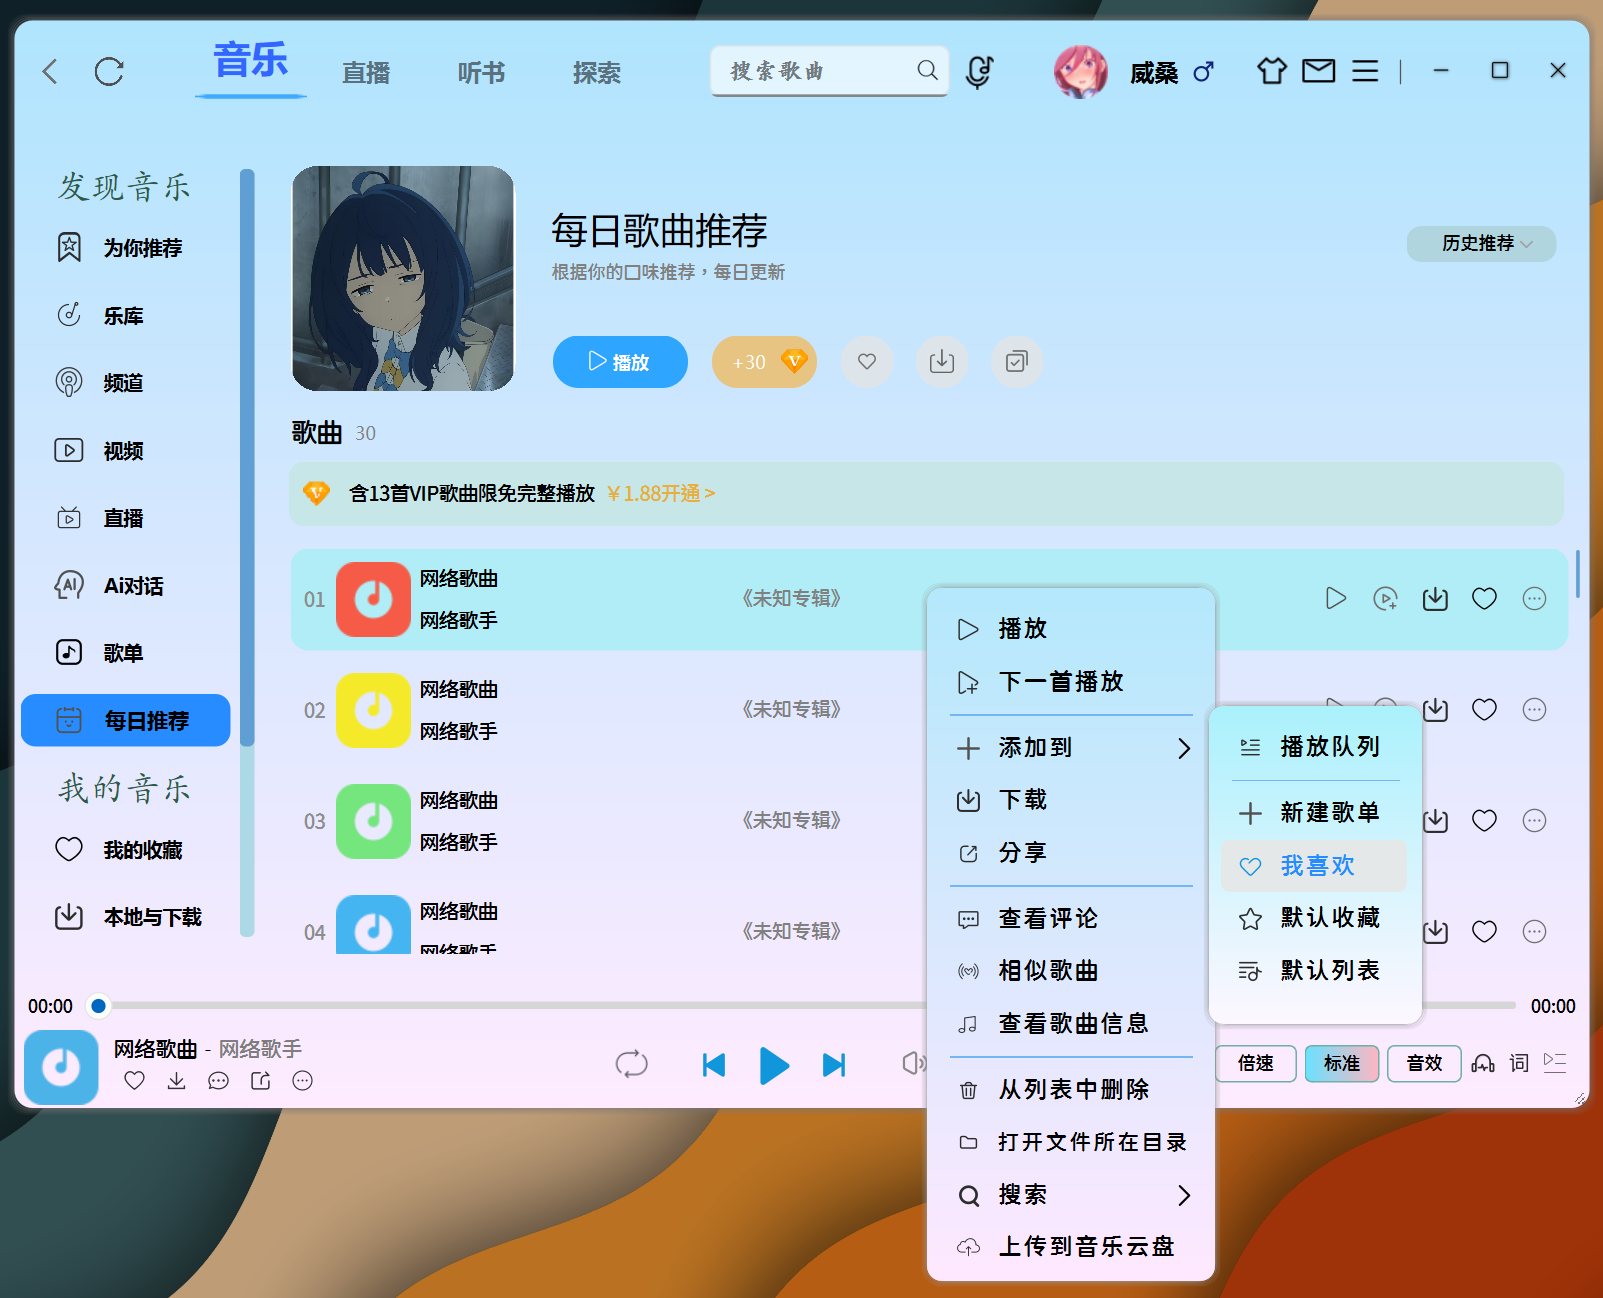 音乐
直播
听书
探索
搜索歌曲
威桑
发现音乐
为你推荐
乐库
频道
视频
直播
Ai对话
歌单
每日推荐
我的音乐
我的收藏
本地与下载
每日歌曲推荐
根据你的口味推荐，每日更新
历史推荐
播放
+30
歌曲 30
含13首VIP歌曲限免完整播放 ￥1.88开通 >
01
网络歌曲
网络歌手
《未知专辑》
02
网络歌曲
网络歌手
《未知专辑》
03
网络歌曲
网络歌手
《未知专辑》
04
网络歌曲
网络歌手
《未知专辑》
播放
下一首播放
添加到
下载
分享
查看评论
相似歌曲
查看歌曲信息
从列表中删除
打开文件所在目录
搜索
上传到音乐云盘
播放队列
新建歌单
我喜欢
默认收藏
默认列表
00:00
00:00
网络歌曲 - 网络歌手
倍速
标准
音效
词